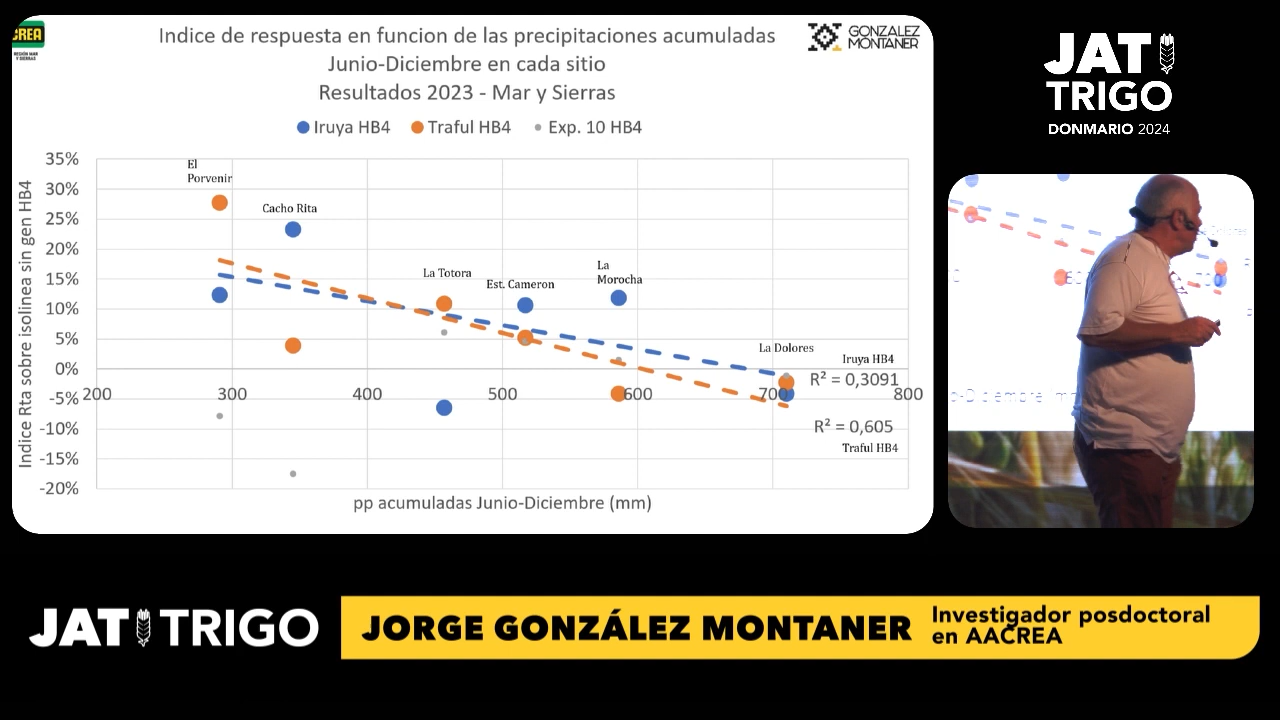 CREA
REGIÓN MAR
Y SIERRAS
Indice de respuesta en funcion de las precipitaciones acumuladas
Junio-Diciembre en cada sitio
Resultados 2023 - Mar y Sierras
GONZALEZ
MONTANER
Iruya HB4 Traful HB4 Exp. 10 HB4
Indice Rta sobre isolinea sin gen HB4
35%
30%
25%
20%
15%
10%
5%
0%
-5%
-10%
-15%
-20%
El
Porvenir
Cacho Rita
La Totora
Est. Cameron
La
Morocha
La Dolores
Iruya HB4
R² = 0,3091
200 300 400 500 600 700 800
R² = 0,605
Traful HB4
pp acumuladas Junio-Diciembre (mm)
JAT
TRIGO
DONMARIO 2024
JAT TRIGO
JORGE GONZÁLEZ MONTANER
Investigador posdoctoral
en AACREA